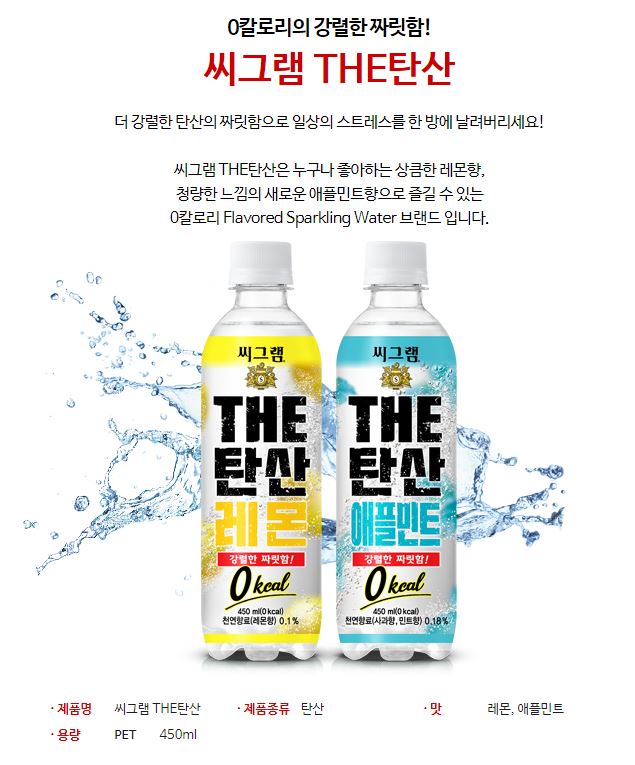 0칼로리의 강렬한 짜릿함!
씨그램 THE탄산
더 강렬한 탄산의 짜릿함으로 일상의 스트레스를 한 방에 날려버리세요!
씨그램 THE탄산은 누구나 좋아하는 상큼한 레몬향,
청량한 느낌의 새로운 애플민트향으로 즐길 수 있는
0칼로리 Flavored Sparkling Water 브랜드 입니다.
씨그램
THE
탄산
레몬
강렬한 짜릿함!
0 kcal
450 ml(0 kcal)
천연향료(레몬향) 0.1%
씨그램
THE
탄산
애플민트
강렬한 짜릿함!
0 kcal
450 ml(0 kcal)
천연향료(사과향, 민트향) 0.18%
· 제품명 씨그램 THE탄산 · 제품종류 탄산 · 맛 레몬, 애플민트
· 용량 PET 450ml